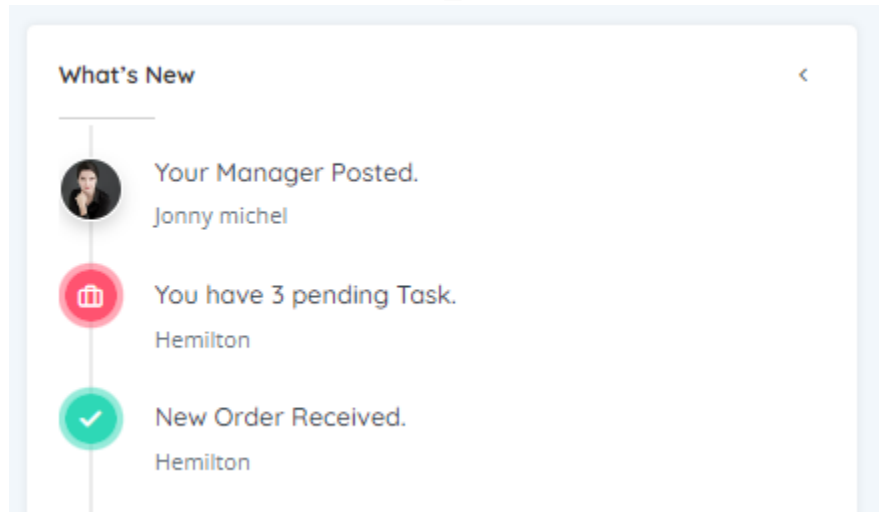 What's New
Your Manager Posted.
Jonny michel
You have 3 pending Task.
Hemilton
New Order Received.
Hemilton